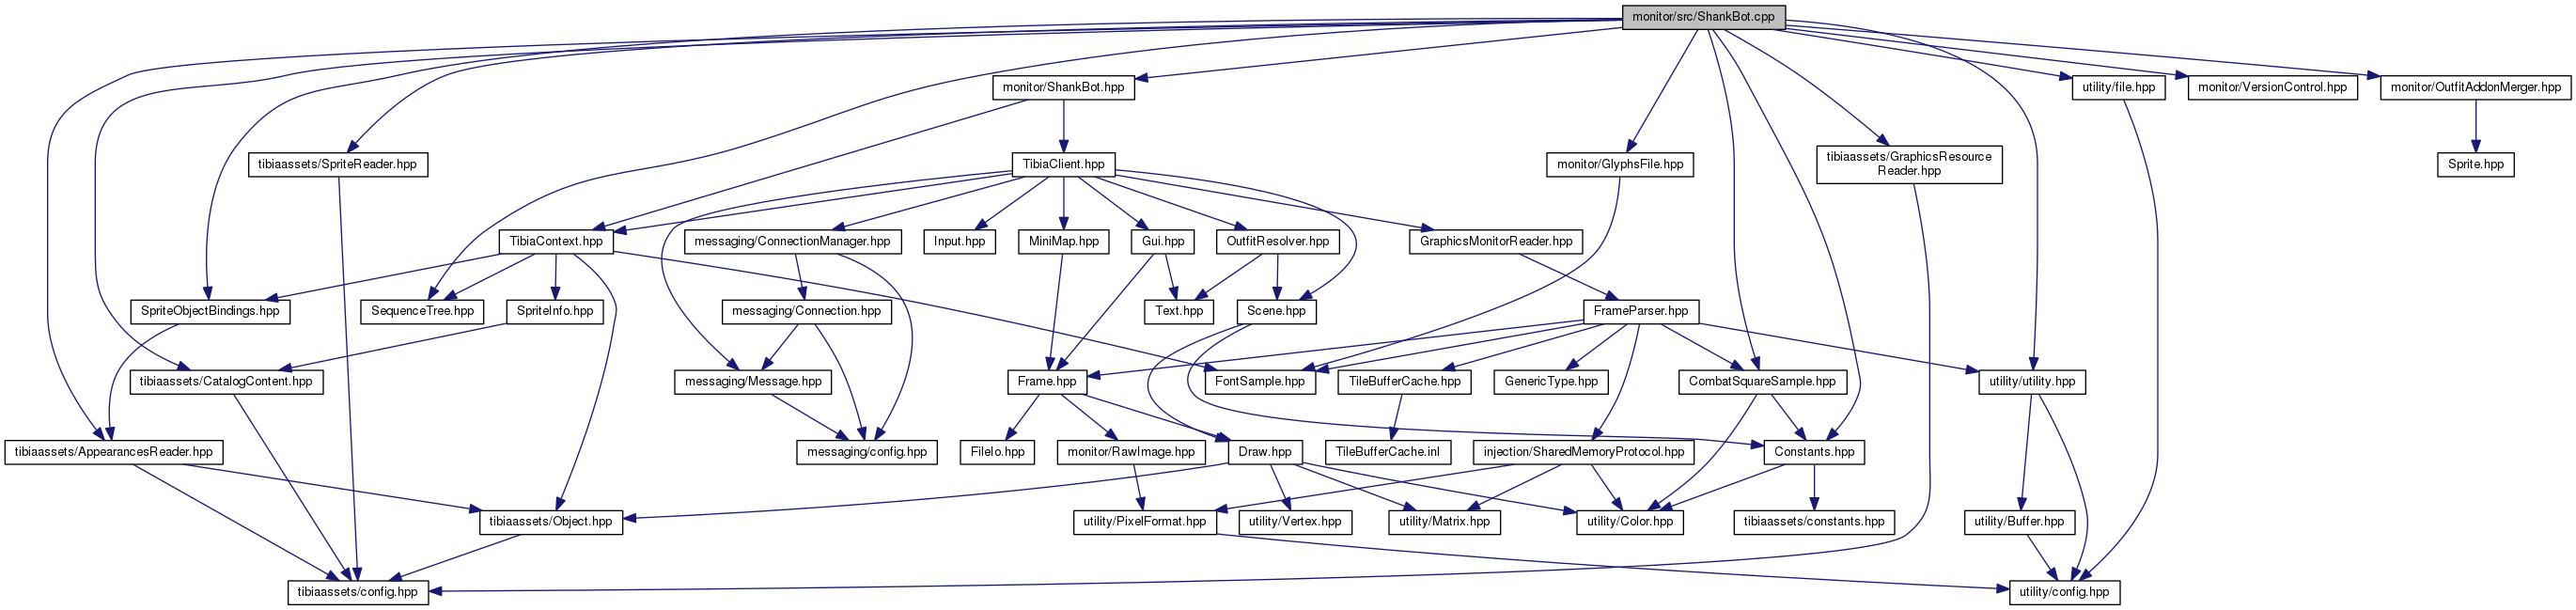 monitor/src/ShankBot.cpp
monitor/ShankBot.hpp
utility/file.hpp
monitor/VersionControl.hpp
monitor/OutfitAddonMerger.hpp
tibiaassets/SpriteReader.hpp
TibiaClient.hpp
monitor/GlyphsFile.hpp
tibiaassets/GraphicsResource
Reader.hpp
Sprite.hpp
TibiaContext.hpp
messaging/ConnectionManager.hpp
Input.hpp
MiniMap.hpp
Gui.hpp
OutfitResolver.hpp
GraphicsMonitorReader.hpp
SpriteObjectBindings.hpp
SequenceTree.hpp
SpriteInfo.hpp
messaging/Connection.hpp
Text.hpp
Scene.hpp
FrameParser.hpp
tibiaassets/CatalogContent.hpp
messaging/Message.hpp
Frame.hpp
FontSample.hpp
TileBufferCache.hpp
GenericType.hpp
CombatSquareSample.hpp
utility/utility.hpp
tibiaassets/AppearancesReader.hpp
messaging/config.hpp
FileIo.hpp
monitor/RawImage.hpp
Draw.hpp
TileBufferCache.inl
injection/SharedMemoryProtocol.hpp
Constants.hpp
tibiaassets/Object.hpp
utility/PixelFormat.hpp
utility/Vertex.hpp
utility/Matrix.hpp
utility/Color.hpp
tibiaassets/constants.hpp
utility/Buffer.hpp
tibiaassets/config.hpp
utility/config.hpp